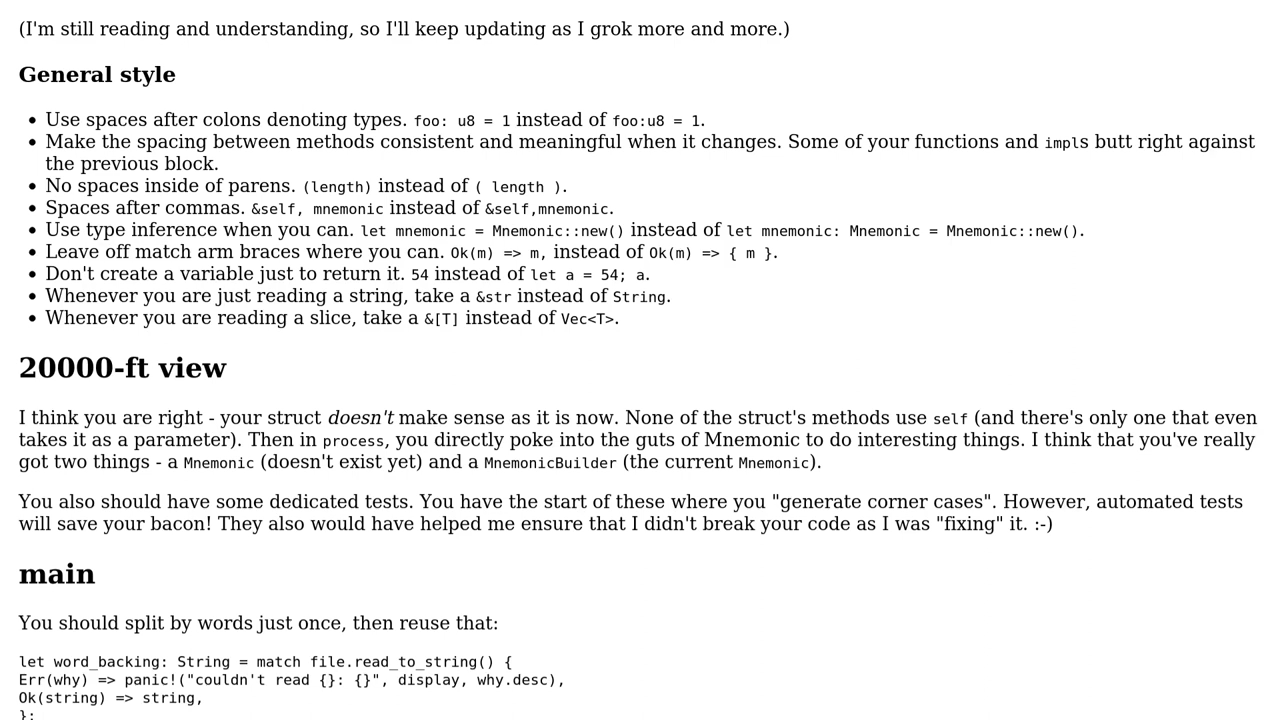 (I'm still reading and understanding, so I'll keep updating as I grok more and more.)
General style
Use spaces after colons denoting types. foo: u8 = 1 instead of foo:u8 = 1.
Make the spacing between methods consistent and meaningful when it changes. Some of your functions and impls butt right against
the previous block.
No spaces inside of parens. (length) instead of ( length ).
Spaces after commas. &self, mnemonic instead of &self,mnemonic.
Use type inference when you can. let mnemonic = Mnemonic::new() instead of let mnemonic: Mnemonic = Mnemonic::new().
Leave off match arm braces where you can. Ok(m) => m, instead of Ok(m) => { m }.
Don't create a variable just to return it. 54 instead of let a = 54; a.
Whenever you are just reading a string, take a &str instead of String.
Whenever you are reading a slice, take a &[T] instead of Vec<T>.
20000-ft view
I think you are right - your struct doesn't make sense as it is now. None of the struct's methods use self (and there's only one that even
takes it as a parameter). Then in process, you directly poke into the guts of Mnemonic to do interesting things. I think that you've really
got two things - a Mnemonic (doesn't exist yet) and a MnemonicBuilder (the current Mnemonic).
You also should have some dedicated tests. You have the start of these where you "generate corner cases". However, automated tests
will save your bacon! They also would have helped me ensure that I didn't break your code as I was "fixing" it. :-)
main
You should split by words just once, then reuse that:
let word_backing: String = match file.read_to_string() {
Err(why) => panic!("couldn't read {}: {}", display, why.desc),
Ok(string) => string,
};